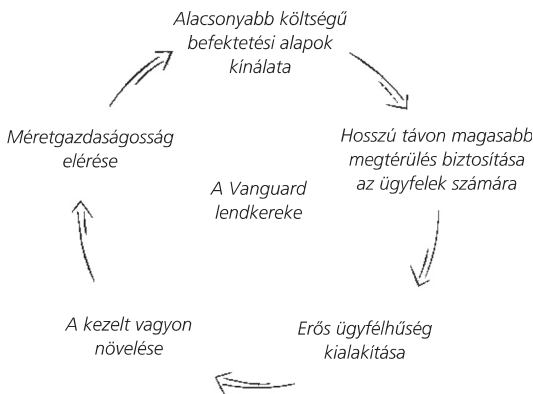 Alacsonyabb költségű
befektetési alapok
kínálata
Hosszú távon magasabb
megtérülés biztosítása
az ügyfelek számára
Erős ügyfélhűség
kialakítása
A kezelt vagyon
növelése
Méretgazdaságosság
elérése
A Vanguard
lendkereke